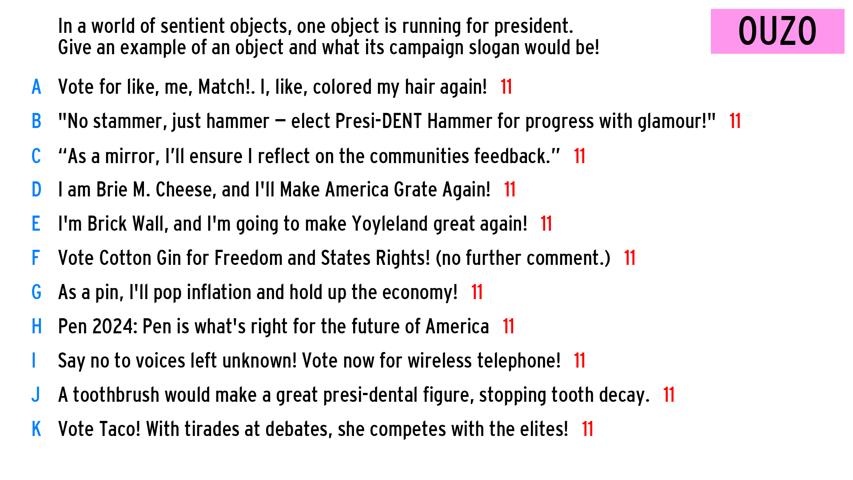 In a world of sentient objects, one object is running for president.
Give an example of an object and what its campaign slogan would be!
OUZO
A Vote for like, me, Match!. I, like, colored my hair again! 11
B "No stammer, just hammer – elect Presi-DENT Hammer for progress with glamour!" 11
C “As a mirror, I’ll ensure I reflect on the communities feedback.” 11
D I am Brie M. Cheese, and I'll Make America Grate Again! 11
E I'm Brick Wall, and I'm going to make Yoyleland great again! 11
F Vote Cotton Gin for Freedom and States Rights! (no further comment.) 11
G As a pin, I'll pop inflation and hold up the economy! 11
H Pen 2024: Pen is what's right for the future of America 11
I Say no to voices left unknown! Vote now for wireless telephone! 11
J A toothbrush would make a great presi-dental figure, stopping tooth decay. 11
K Vote Taco! With tirades at debates, she competes with the elites! 11